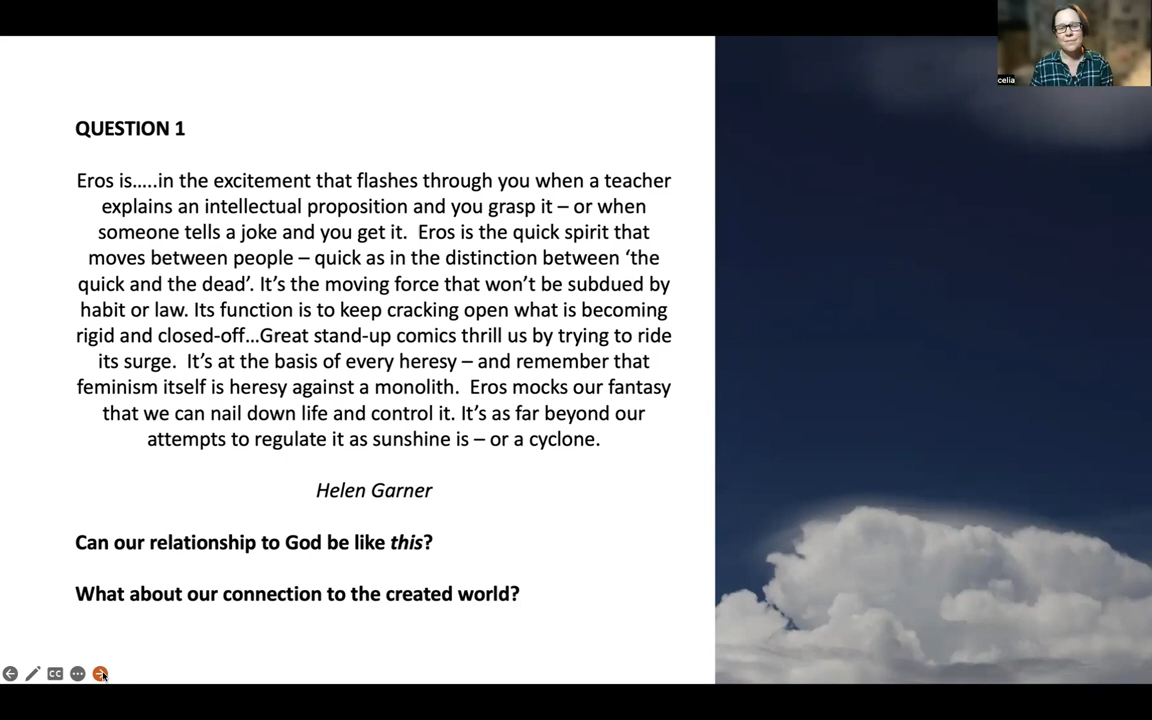 celia
QUESTION 1
Eros is…..in the excitement that flashes through you when a teacher
explains an intellectual proposition and you grasp it – or when
someone tells a joke and you get it.  Eros is the quick spirit that
moves between people – quick as in the distinction between ‘the
quick and the dead’. It’s the moving force that won’t be subdued by
habit or law. Its function is to keep cracking open what is becoming
rigid and closed-off…Great stand-up comics thrill us by trying to ride
its surge.  It’s at the basis of every heresy – and remember that
feminism itself is heresy against a monolith.  Eros mocks our fantasy
that we can nail down life and control it. It’s as far beyond our
attempts to regulate it as sunshine is – or a cyclone.
Helen Garner
Can our relationship to God be like this?
What about our connection to the created world?
CC